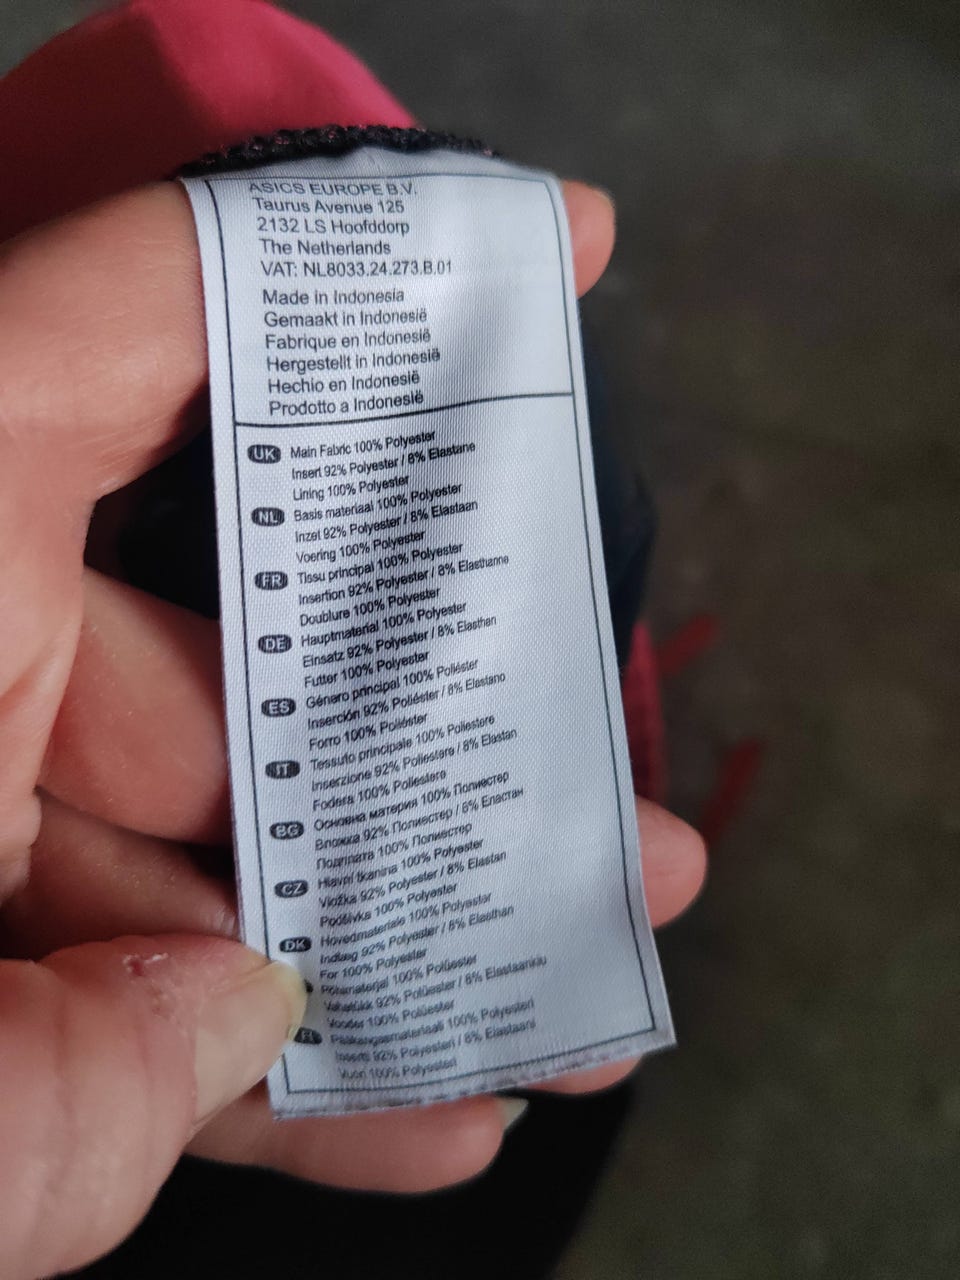 ASICS EUROPE B.V.
Taurus Avenue 125
2132 LS Hoofddorp
The Netherlands
VAT: NL8033.24.273.B.01
Made in Indonesia
Gemaakt in Indonesië
Fabrique en Indonesië
Hergestellt in Indonesië
Hechio en Indonesië
Prodotto a Indonesië
UK Main Fabric 100% Polyester
Insert 92% Polyester / 8% Elastane
Lining 100% Polyester
NL Basis materiaal 100% Polyester
Inzet 92% Polyester / 8% Elastaan
Voering 100% Polyester
FR Tissu principal 100% Polyester
Insertion 92% Polyester / 8% Elasthanne
Doublure 100% Polyester
DE Hauptmaterial 100% Polyester
Einsatz 92% Polyester / 8% Elasthan
Futter 100% Polyester
ES Género principal 100% Poliéster
Inserción 92% Poliéster / 8% Elastano
Forro 100% Poliéster
IT Tessuto principale 100% Poliestere
Inserzione 92% Poliestere / 8% Elastan
Fodera 100% Poliestere
BG Основна материя 100% Полиестер
Вложка 92% Полиестер / 8% Еластан
Подплата 100% Полиестер
CZ Hlavní tkanina 100% Polyester
Vložka 92% Polyester / 8% Elastan
Podšívka 100% Polyester
DK Hovedmateriale 100% Polyester
Indlæg 92% Polyester / 8% Elasthan
For 100% Polyester
Põhimaterjal 100% Polüester
Vahetükk 92% Polüester / 8% Elastaankiu
Vooder 100% Polüester
FI Pääkangasmateriaali 100% Polyesteri
Insertti 92% Polyesteri / 8% Elastaani
Vuori 100% Polyesteri